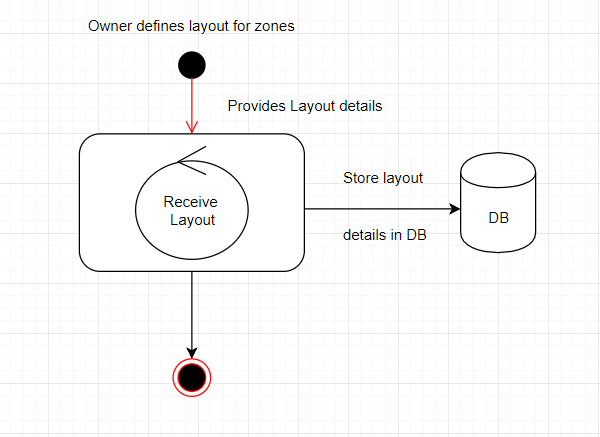 Owner defines layout for zones
Provides Layout details
Receive
Layout
Store layout
details in DB
DB